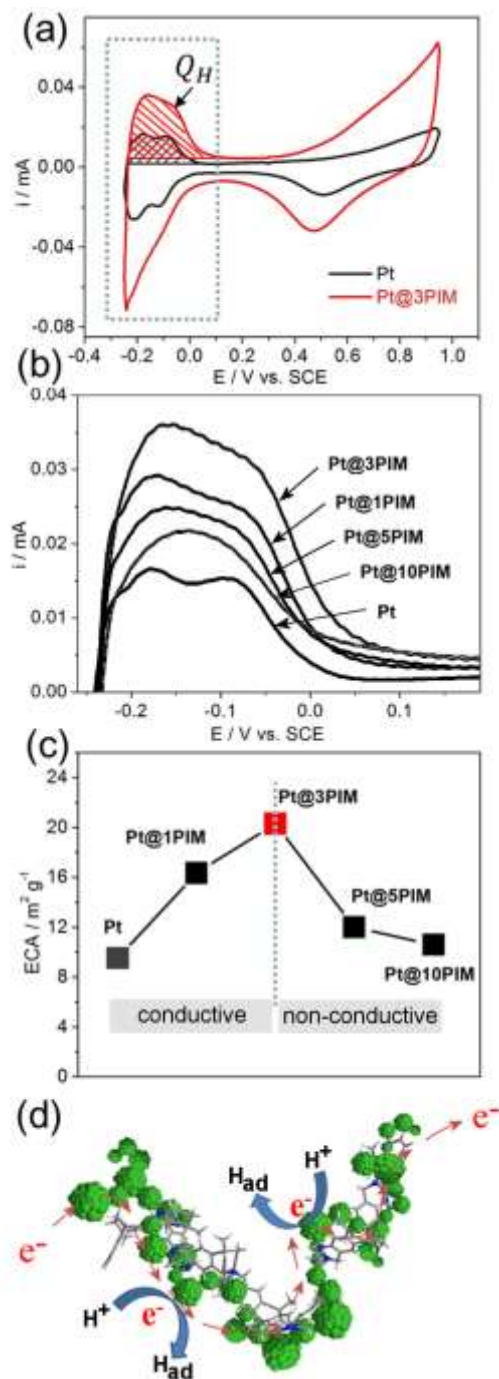 (a)
Q_H
i / mA
0.04
0.00
-0.04
-0.08
Pt
Pt@3PIM
-0.4 -0.2 0.0 0.2 0.4 0.6 0.8 1.0
E / V vs. SCE
(b)
i / mA
0.04
0.03
0.02
0.01
0.00
Pt@3PIM
Pt@1PIM
Pt@5PIM
Pt@10PIM
Pt
-0.2 -0.1 0.0 0.1
E / V vs. SCE
(c)
ECA / m² g⁻¹
24
20
16
12
8
4
0
Pt@3PIM
Pt@1PIM
Pt
Pt@5PIM
Pt@10PIM
conductive
non-conductive
(d)
e⁻
H⁺
H_ad
e⁻
e⁻
H⁺
e⁻
H_ad